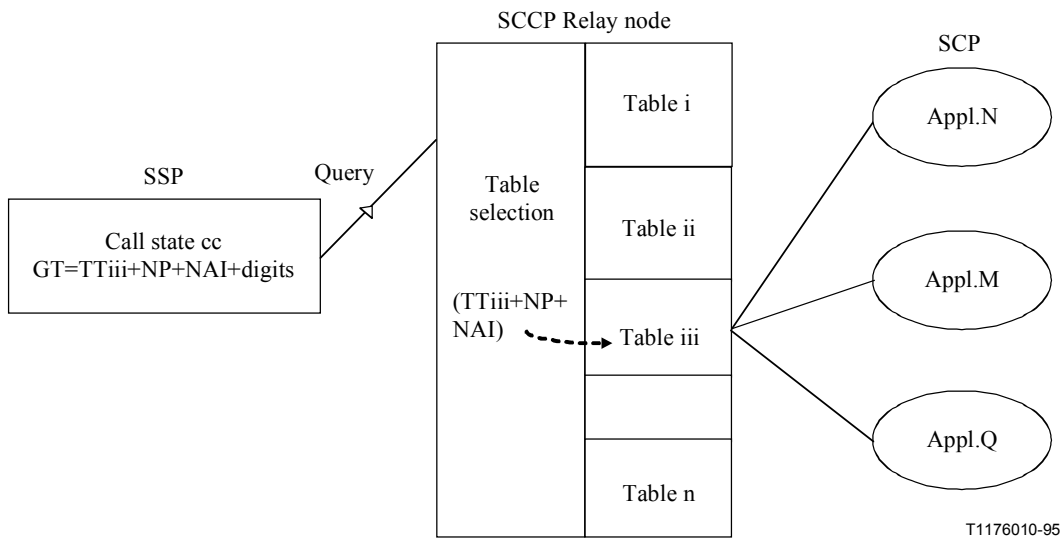 SCCP Relay node
SCP
Table i
Appl.N
SSP
Query
Table
selection
Table ii
Call state cc
GT=TTiii+NP+NAI+digits
Appl.M
(TTiii+NP+
NAI)
Table iii
Appl.Q
Table n
T1176010-95